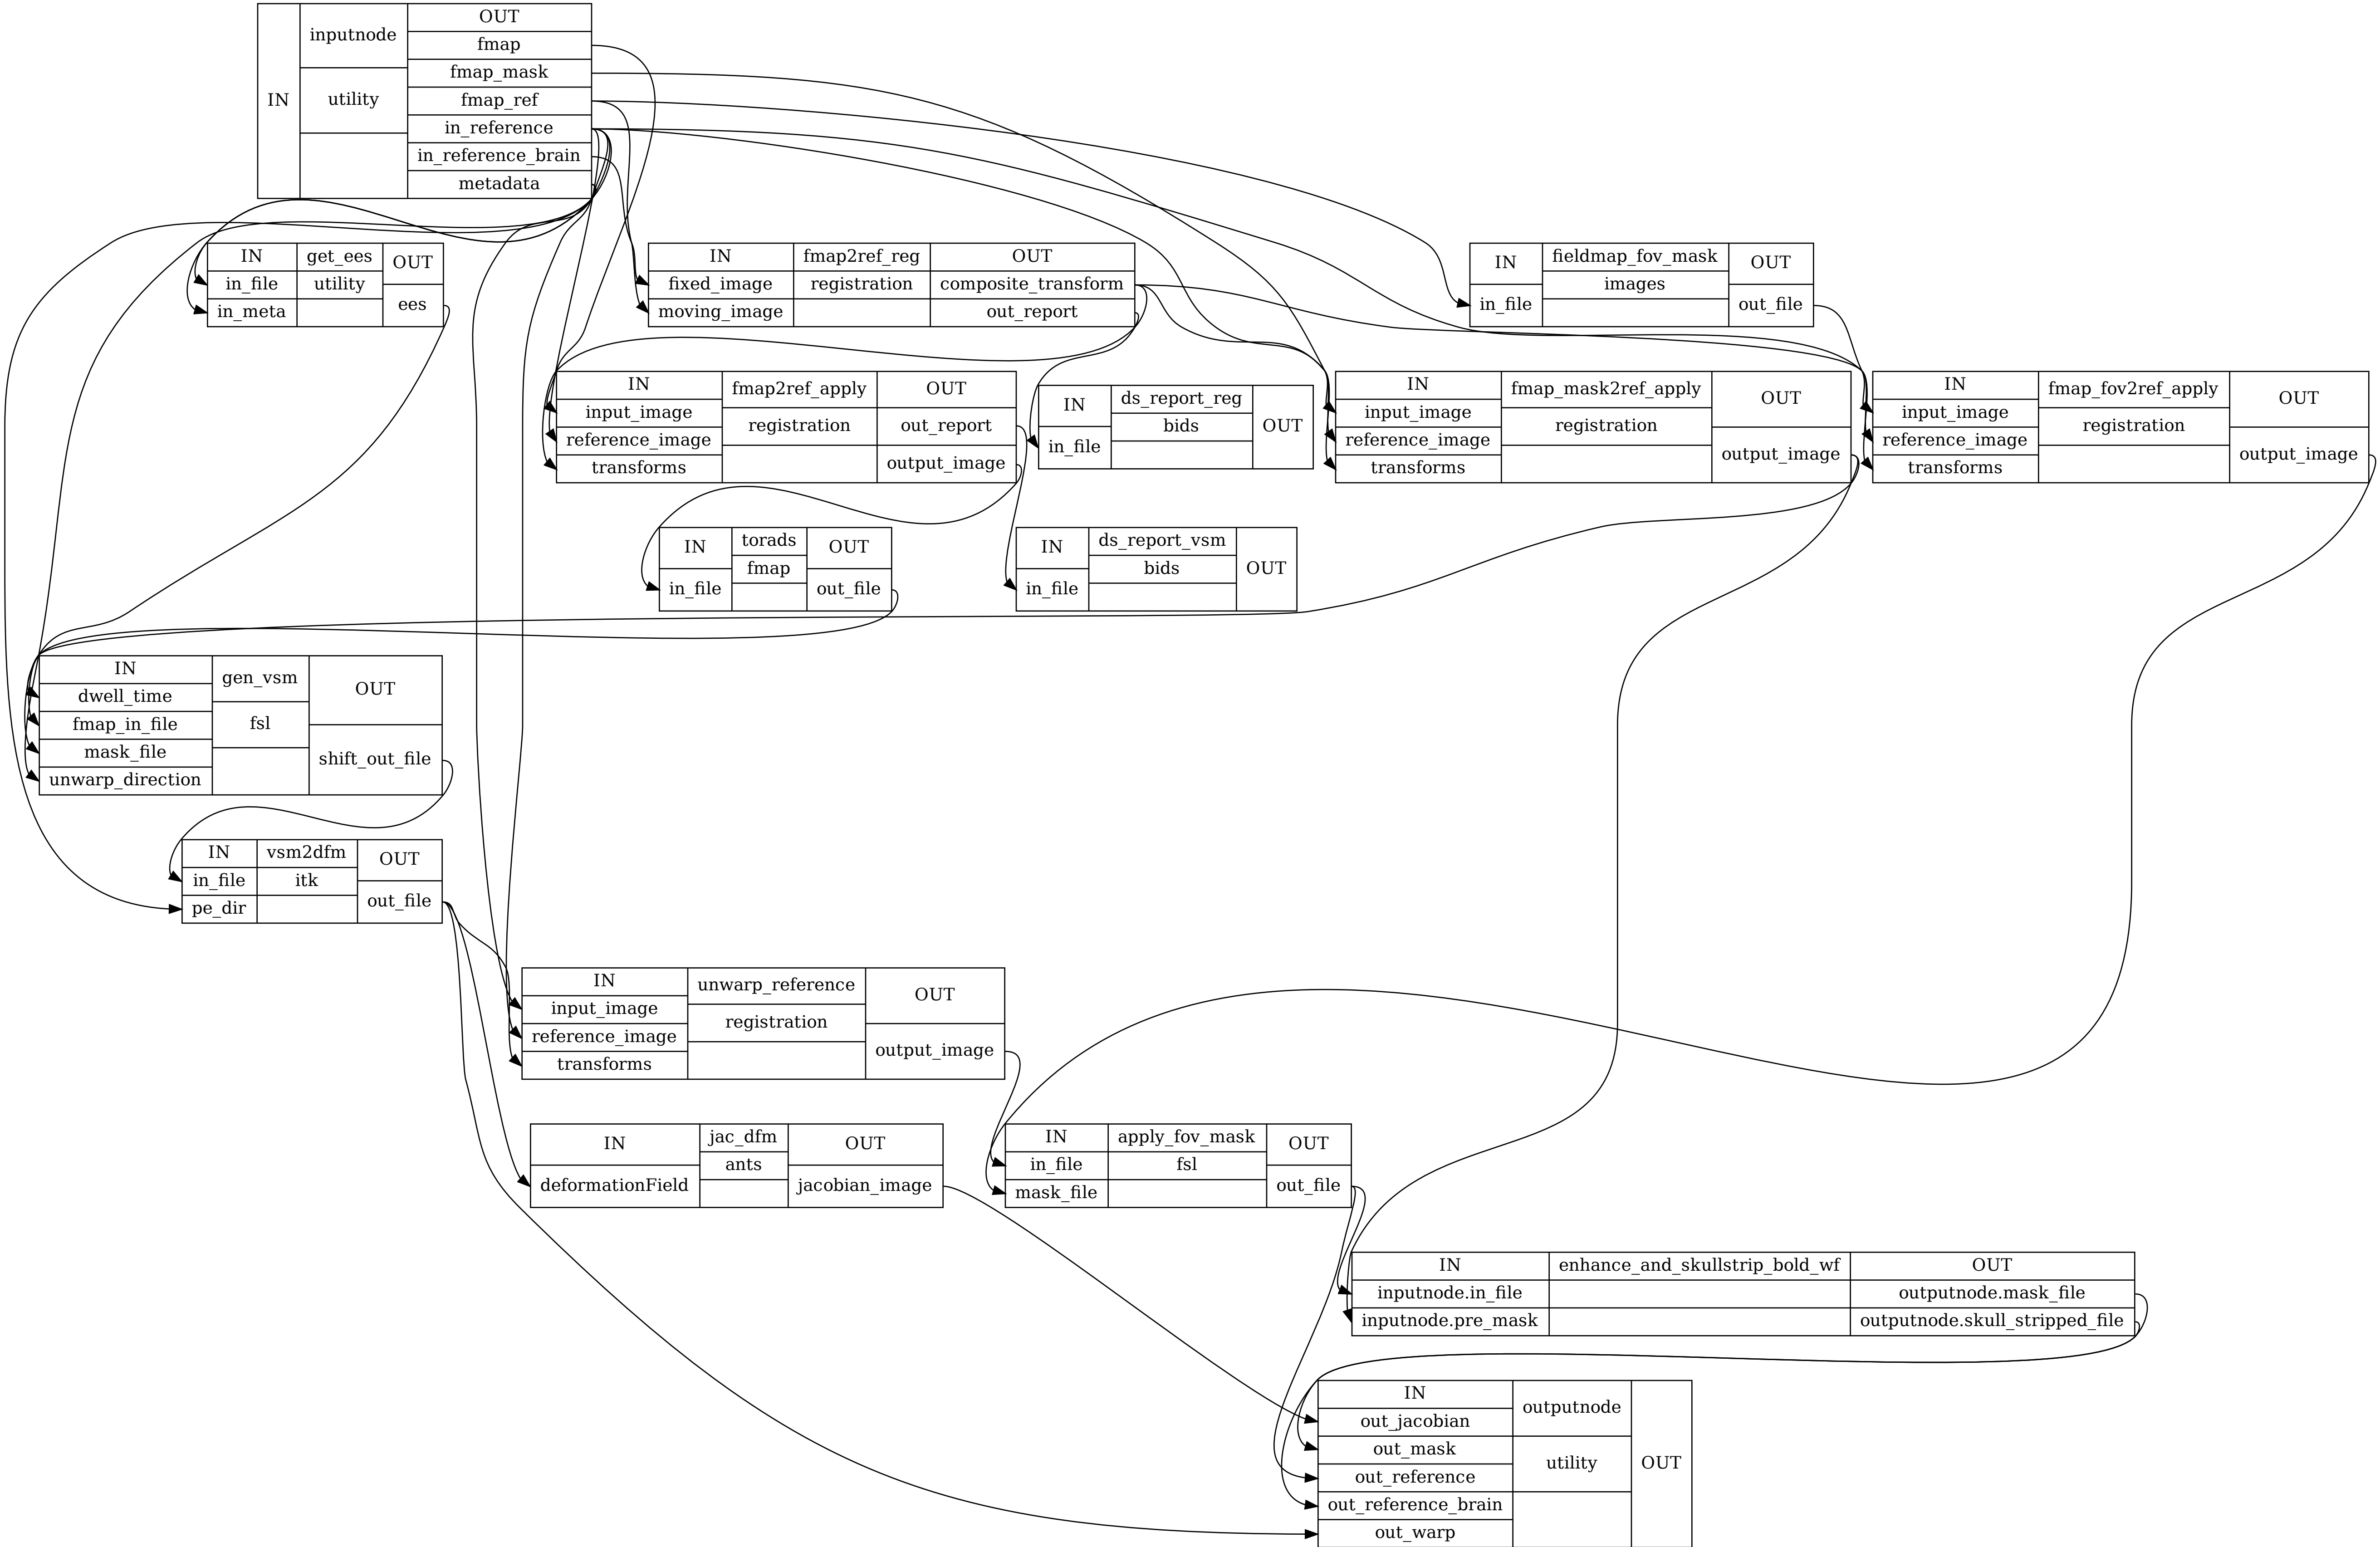 IN
inputnode
utility
OUT
fmap
fmap_mask
fmap_ref
in_reference
in_reference_brain
metadata
IN
in_file
in_meta
get_ees
utility
OUT
ees
IN
fixed_image
moving_image
fmap2ref_reg
registration
OUT
composite_transform
out_report
IN
in_file
fieldmap_fov_mask
images
OUT
out_file
IN
input_image
reference_image
transforms
fmap2ref_apply
registration
OUT
out_report
output_image
IN
in_file
ds_report_reg
bids
OUT
IN
input_image
reference_image
transforms
fmap_mask2ref_apply
registration
OUT
output_image
IN
input_image
reference_image
transforms
fmap_fov2ref_apply
registration
OUT
output_image
IN
in_file
torads
fmap
OUT
out_file
IN
in_file
ds_report_vsm
bids
OUT
IN
dwell_time
fmap_in_file
mask_file
unwarp_direction
gen_vsm
fsl
OUT
shift_out_file
IN
in_file
pe_dir
vsm2dfm
itk
OUT
out_file
IN
input_image
reference_image
transforms
unwarp_reference
registration
OUT
output_image
IN
deformationField
jac_dfm
ants
OUT
jacobian_image
IN
in_file
mask_file
apply_fov_mask
fsl
OUT
out_file
IN
inputnode.in_file
inputnode.pre_mask
enhance_and_skullstrip_bold_wf
OUT
outputnode.mask_file
outputnode.skull_stripped_file
IN
out_jacobian
out_mask
out_reference
out_reference_brain
out_warp
outputnode
utility
OUT